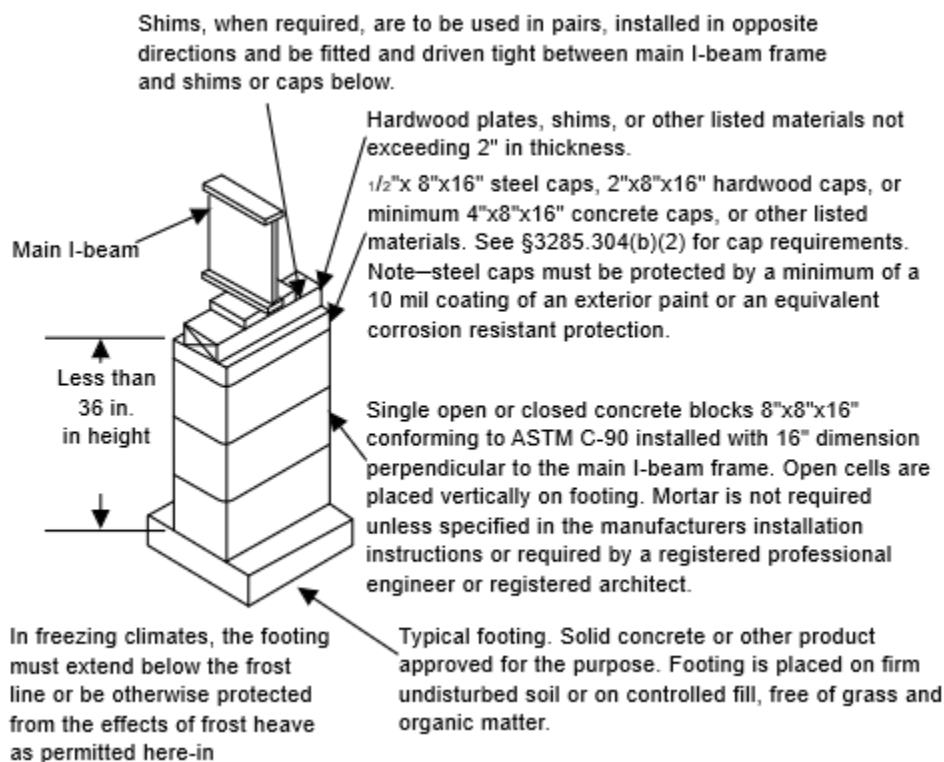 Shims, when required, are to be used in pairs, installed in opposite
directions and be fitted and driven tight between main I-beam frame
and shims or caps below.
Hardwood plates, shims, or other listed materials not
exceeding 2" in thickness.
1/2"x 8"x16" steel caps, 2"x8"x16" hardwood caps, or
minimum 4"x8"x16" concrete caps, or other listed
materials. See §3285.304(b)(2) for cap requirements.
Note—steel caps must be protected by a minimum of a
10 mil coating of an exterior paint or an equivalent
corrosion resistant protection.
Main I-beam
Less than
36 in.
in height
Single open or closed concrete blocks 8"x8"x16"
conforming to ASTM C-90 installed with 16" dimension
perpendicular to the main I-beam frame. Open cells are
placed vertically on footing. Mortar is not required
unless specified in the manufacturers installation
instructions or required by a registered professional
engineer or registered architect.
In freezing climates, the footing
must extend below the frost
line or be otherwise protected
from the effects of frost heave
as permitted here-in
Typical footing. Solid concrete or other product
approved for the purpose. Footing is placed on firm
undisturbed soil or on controlled fill, free of grass and
organic matter.